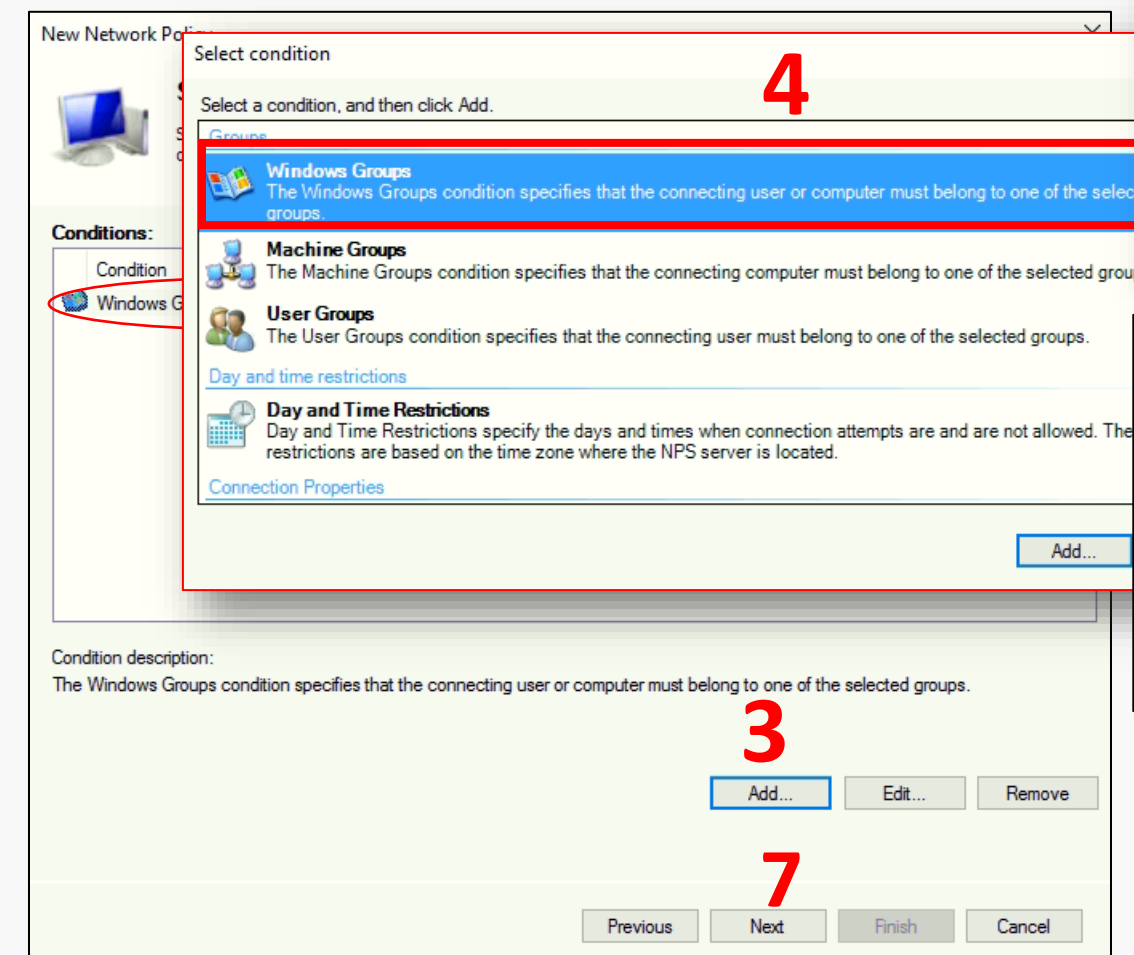 New Network
Select condition
4
Select a condition, and then click Add.
Groups
Windows Groups
The Windows Groups condition specifies that the connecting user or computer must belong to one of the selec
groups.
Conditions:
Machine Groups
The Machine Groups condition specifies that the connecting computer must belong to one of the selected grou
Condition
Windows G
User Groups
The User Groups condition specifies that the connecting user must belong to one of the selected groups.
Day and time restrictions
Day and Time Restrictions
Day and Time Restrictions specify the days and times when connection attempts are and are not allowed. The
restrictions are based on the time zone where the NPS server is located.
Connection Properties
Add...
Condition description:
The Windows Groups condition specifies that the connecting user or computer must belong to one of the selected groups.
3
Add... Edit... Remove
7
Previous Next Finish Cancel